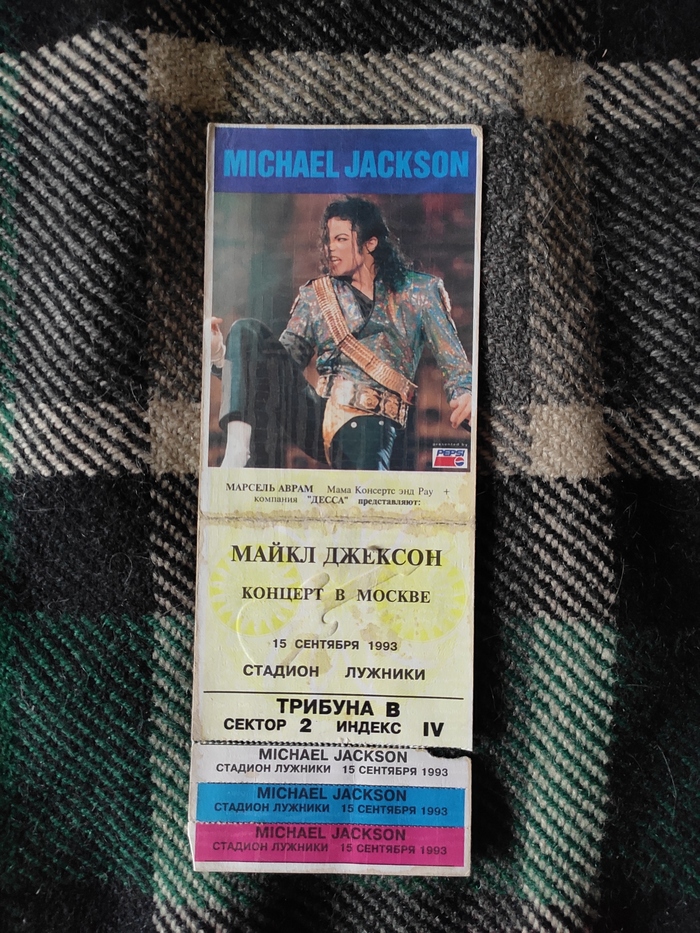 MICHAEL JACKSON
presented by
PEPSI
МАРСЕЛЬ АВРАМ Мама Консертс энд Рау +
компания "ДЕССА" представляют:
МАЙКЛ ДЖЕКСОН
КОНЦЕРТ В МОСКВЕ
15 СЕНТЯБРЯ 1993
СТАДИОН ЛУЖНИКИ
ТРИБУНА В
СЕКТОР 2 ИНДЕКС IV
MICHAEL JACKSON
СТАДИОН ЛУЖНИКИ 15 СЕНТЯБРЯ 1993
MICHAEL JACKSON
СТАДИОН ЛУЖНИКИ 15 СЕНТЯБРЯ 1993
MICHAEL JACKSON
СТАДИОН ЛУЖНИКИ 15 СЕНТЯБРЯ 1993